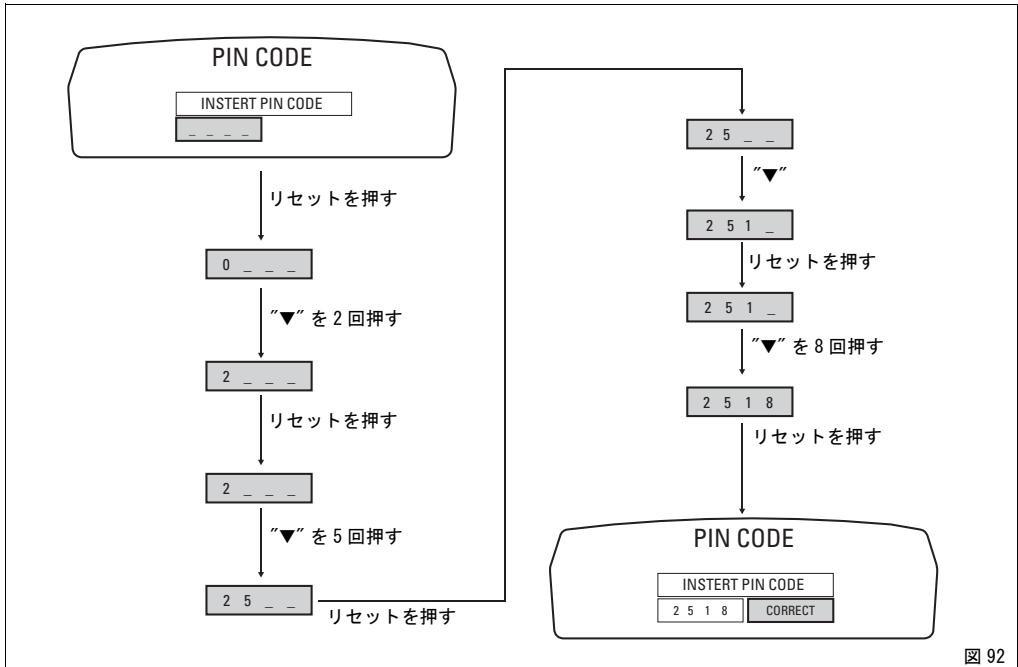 PIN CODE
INSTERT PIN CODE
_ _ _ _
リセットを押す
0 _ _ _
"▼" を 2 回押す
2 _ _ _
リセットを押す
2 _ _ _
"▼" を 5 回押す
2 5 _ _
リセットを押す
2 5 _ _
"▼"
2 5 1 _
リセットを押す
2 5 1 _
"▼" を 8 回押す
2 5 1 8
リセットを押す
PIN CODE
INSTERT PIN CODE
2 5 1 8 CORRECT
図 92